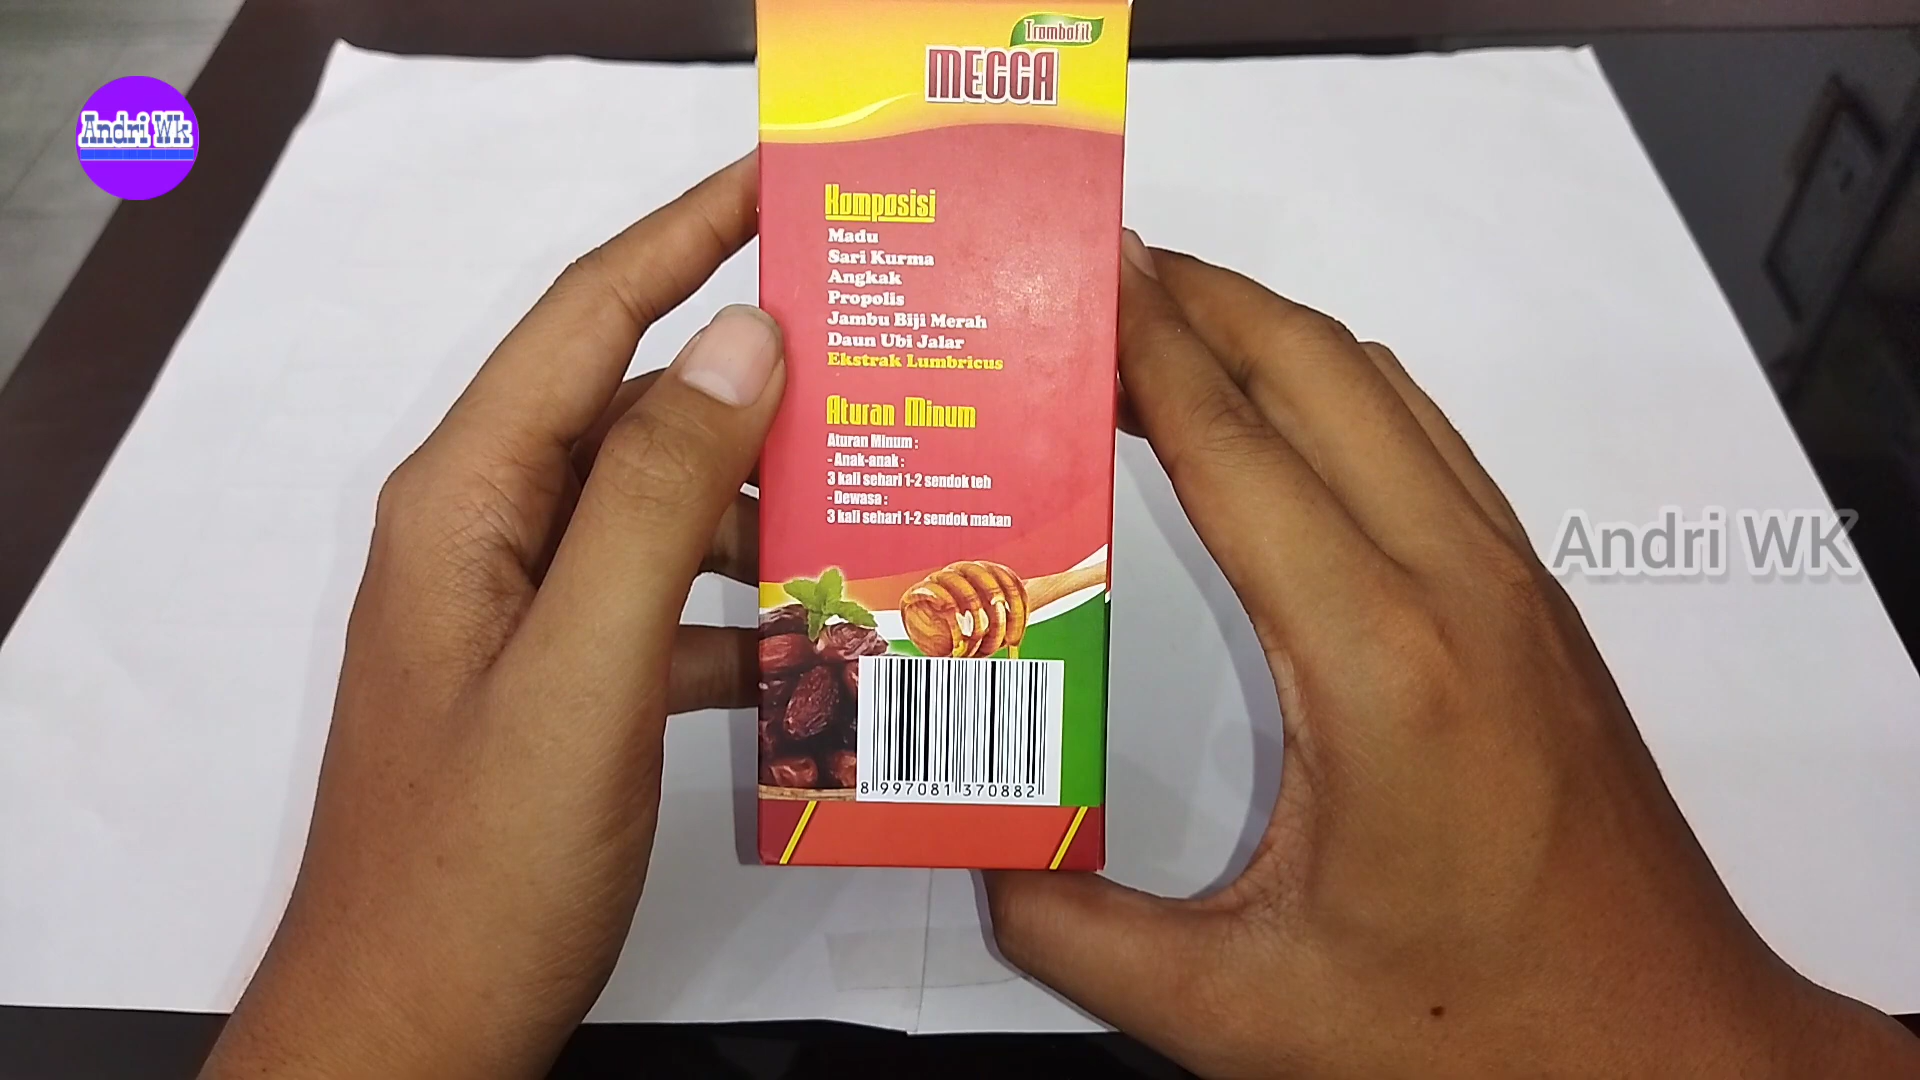 Trombofit
MECCA
Andri Wk
Komposisi
Madu
Sari Kurma
Angkak
Propolis
Jambu Biji Merah
Daun Ubi Jalar
Ekstrak Lumbricus
Aturan Minum
Aturan Minum :
- Anak-anak :
3 kali sehari 1-2 sendok teh
- Dewasa :
3 kali sehari 1-2 sendok makan
Andri WK
8 997081 370882